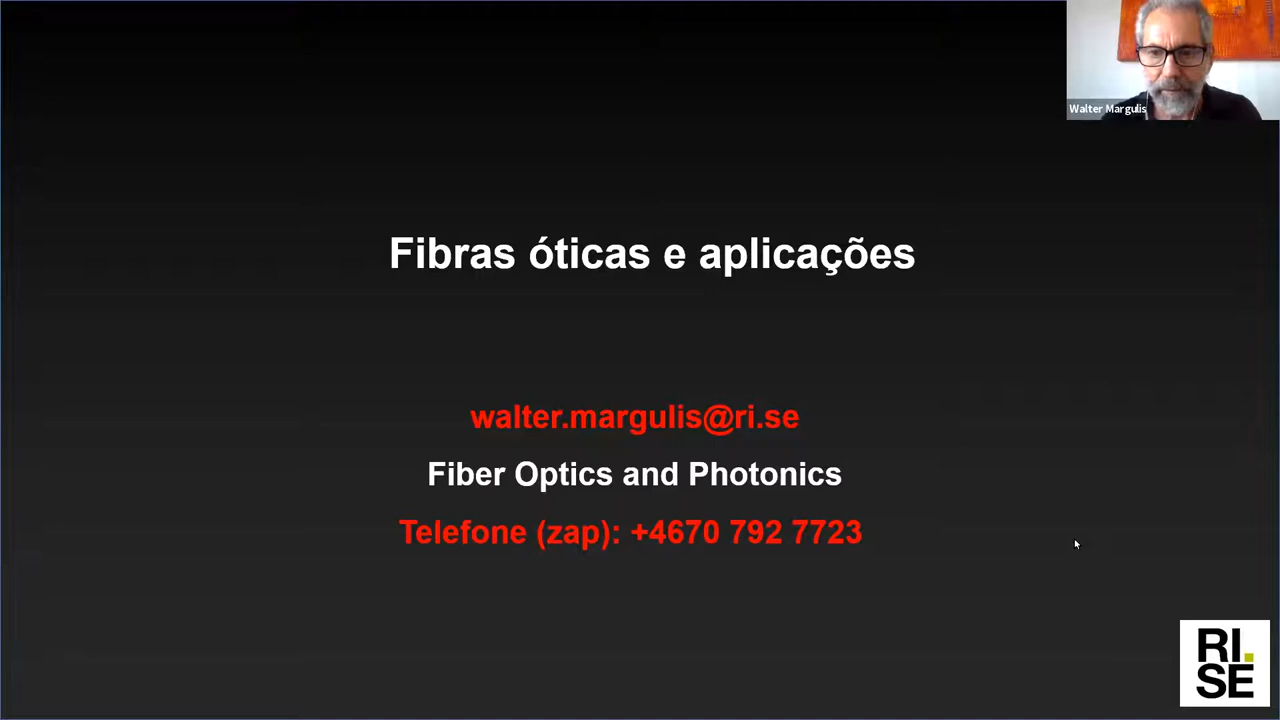 Walter Margulis
Fibras óticas e aplicações
walter.margulis@ri.se
Fiber Optics and Photonics
Telefone (zap): +4670 792 7723
RI.
SE